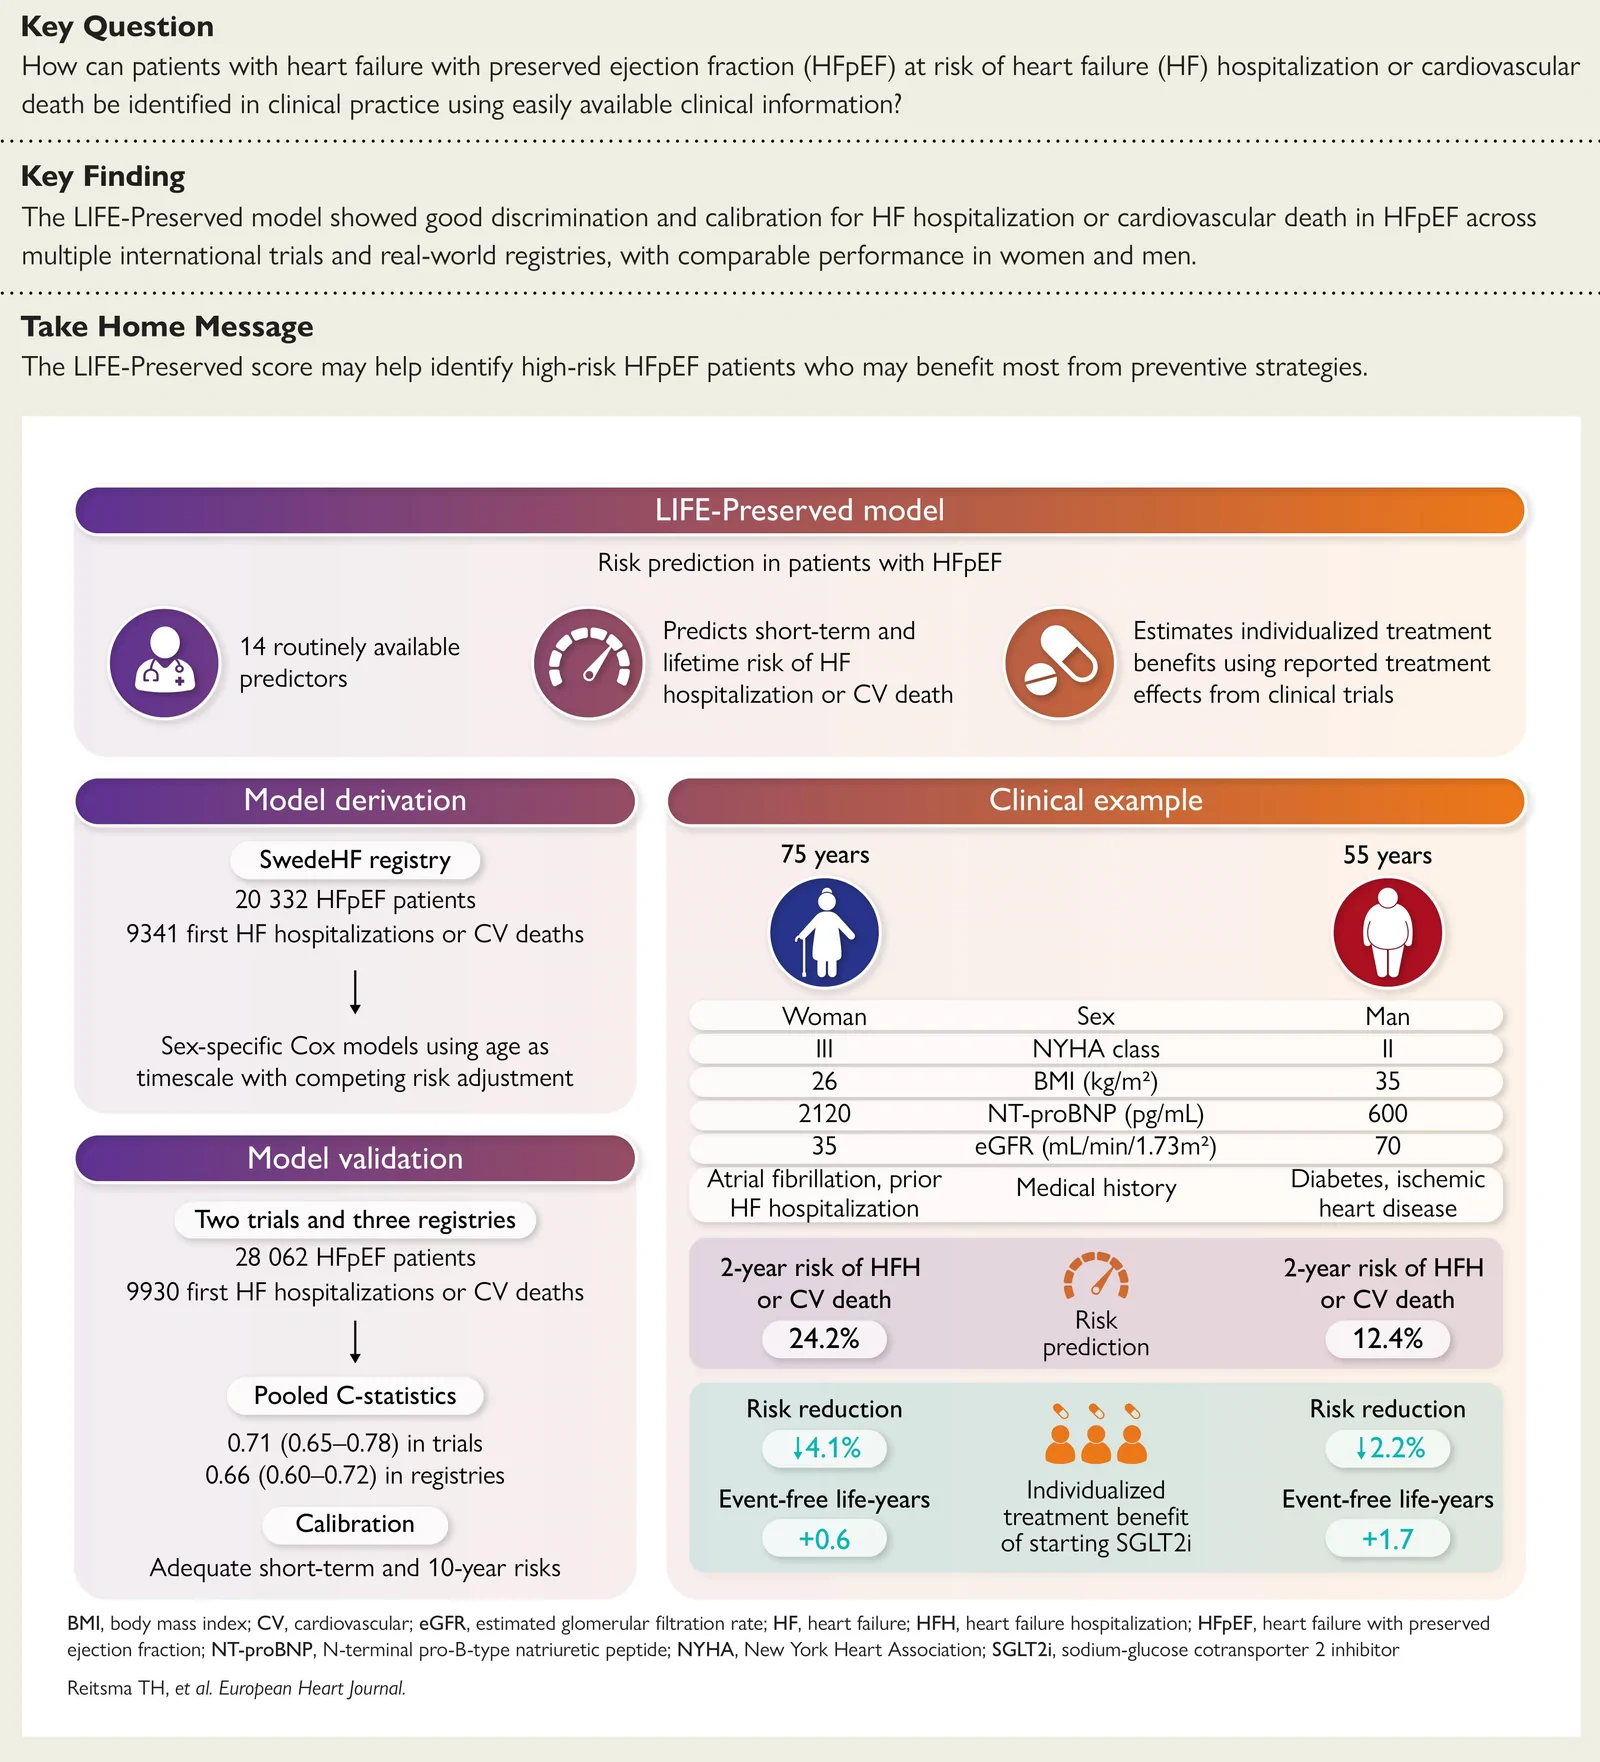 Key Question
How can patients with heart failure with preserved ejection fraction (HFpEF) at risk of heart failure (HF) hospitalization or cardiovascular
death be identified in clinical practice using easily available clinical information?
Key Finding
The LIFE-Preserved model showed good discrimination and calibration for HF hospitalization or cardiovascular death in HFpEF across
multiple international trials and real-world registries, with comparable performance in women and men.
Take Home Message
The LIFE-Preserved score may help identify high-risk HFpEF patients who may benefit most from preventive strategies.
LIFE-Preserved model
Risk prediction in patients with HFpEF
14 routinely available
predictors
Predicts short-term and
lifetime risk of HF
hospitalization or CV death
Estimates individualized treatment
benefits using reported treatment
effects from clinical trials
Model derivation
SwedeHF registry
20 332 HFpEF patients
9341 first HF hospitalizations or CV deaths
Sex-specific Cox models using age as
timescale with competing risk adjustment
Model validation
Two trials and three registries
28 062 HFpEF patients
9930 first HF hospitalizations or CV deaths
Pooled C-statistics
0.71 (0.65–0.78) in trials
0.66 (0.60–0.72) in registries
Calibration
Adequate short-term and 10-year risks
Clinical example
75 years
55 years
Woman Sex Man
III NYHA class II
26 BMI (kg/m²) 35
2120 NT-proBNP (pg/mL) 600
35 eGFR (mL/min/1.73m²) 70
Atrial fibrillation, prior
HF hospitalization
Medical history
Diabetes, ischemic
heart disease
2-year risk of HFH
or CV death
24.2%
Risk
prediction
2-year risk of HFH
or CV death
12.4%
Risk reduction
↓4.1%
Event-free life-years
+0.6
Individualized
treatment benefit
of starting SGLT2i
Risk reduction
↓2.2%
Event-free life-years
+1.7
BMI, body mass index; CV, cardiovascular; eGFR, estimated glomerular filtration rate; HF, heart failure; HFH, heart failure hospitalization; HFpEF, heart failure with preserved
ejection fraction; NT-proBNP, N-terminal pro-B-type natriuretic peptide; NYHA, New York Heart Association; SGLT2i, sodium-glucose cotransporter 2 inhibitor
Reitsma TH, et al. European Heart Journal.